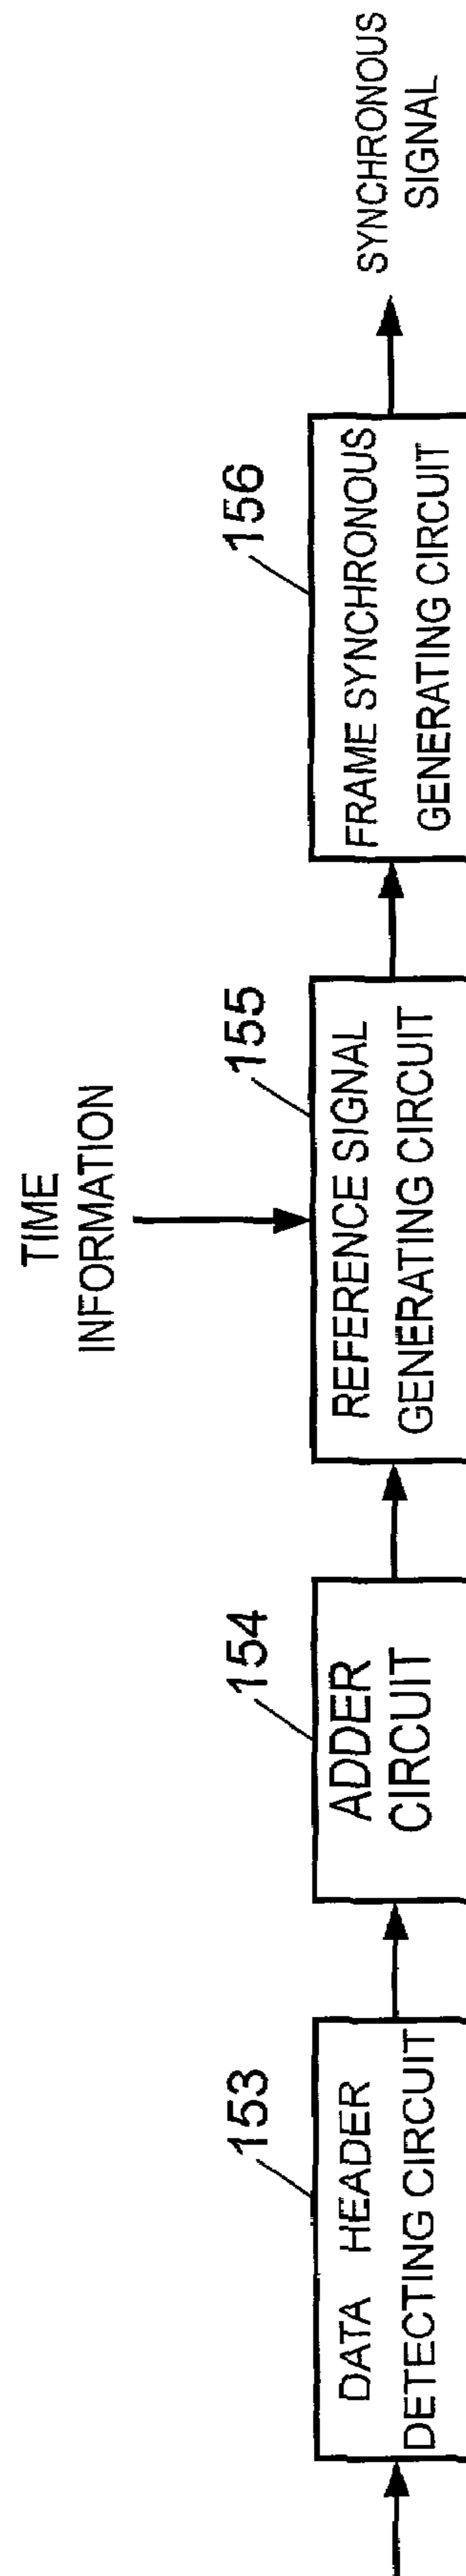 153
DATA HEADER
DETECTING CIRCUIT
154
ADDER
CIRCUIT
TIME
INFORMATION
155
REFERENCE SIGNAL
GENERATING CIRCUIT
156
FRAME SYNCHRONOUS
GENERATING CIRCUIT
SYNCHRONOUS
SIGNAL